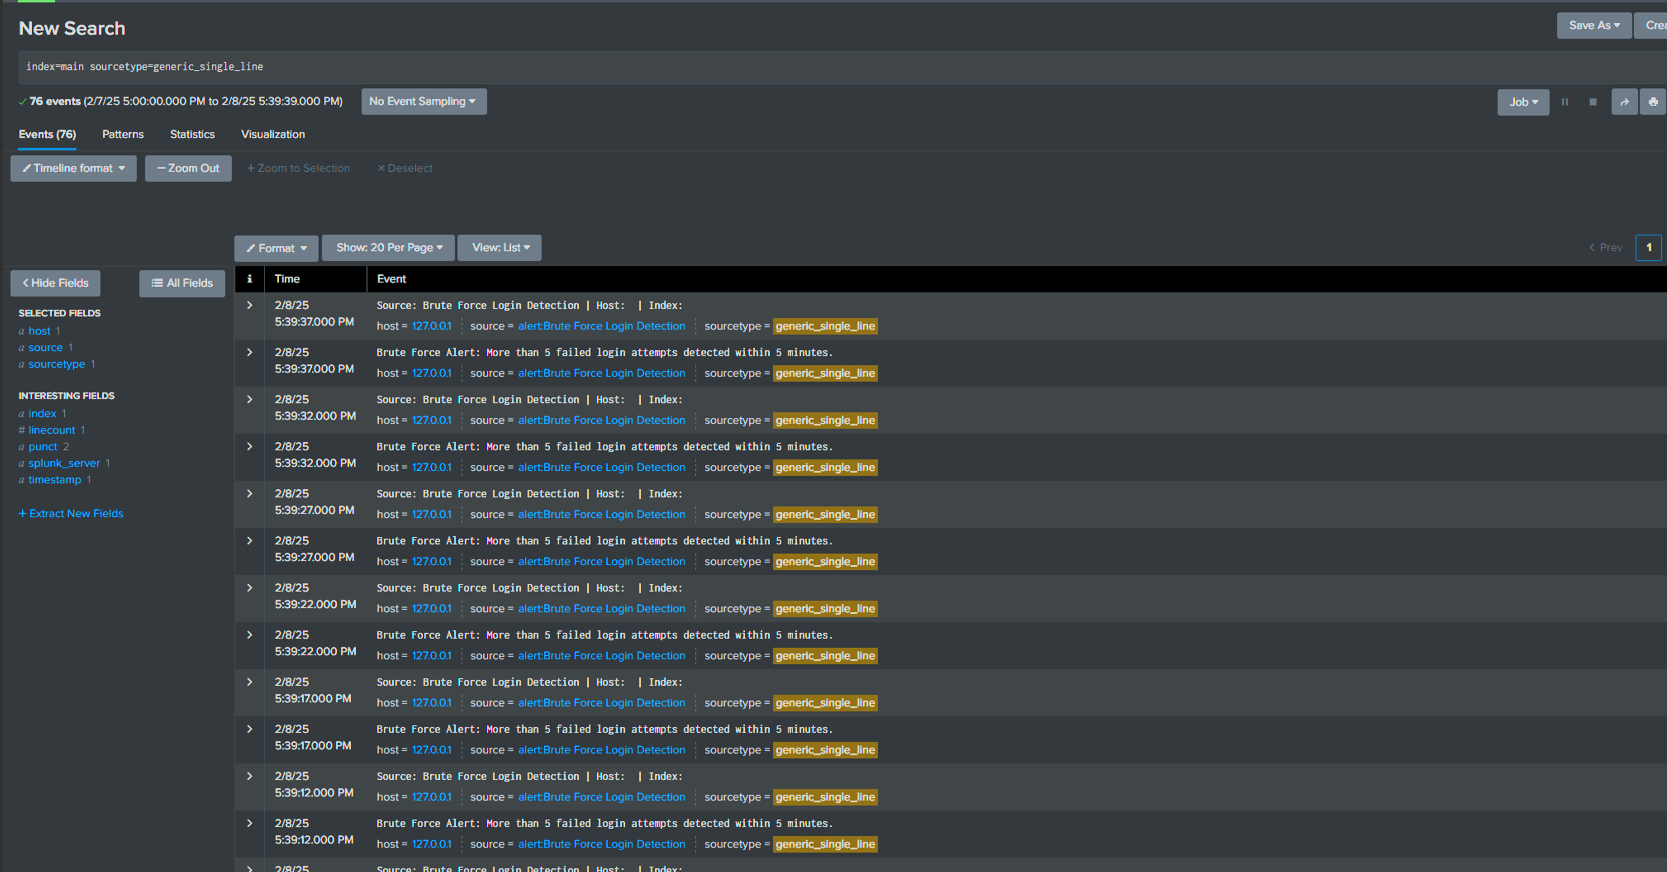 New Search
Save As
index=main sourcetype=generic_single_line
76 events (2/7/25 5:00:00.000 PM to 2/8/25 5:39:39.000 PM) No Event Sampling
Job
Events (76) Patterns Statistics Visualization
Timeline format — Zoom Out + Zoom to Selection × Deselect
Format Show: 20 Per Page View: List
< Prev 1
< Hide Fields All Fields
i Time Event
SELECTED FIELDS
a host 1
a source 1
a sourcetype 1
INTERESTING FIELDS
a index 1
# linecount 1
a punct 2
a splunk_server 1
a timestamp 1
+ Extract New Fields
2/8/25 Source: Brute Force Login Detection | Host: | Index:
5:39:37.000 PM host = 127.0.0.1 source = alert:Brute Force Login Detection sourcetype = generic_single_line
2/8/25 Brute Force Alert: More than 5 failed login attempts detected within 5 minutes.
5:39:37.000 PM host = 127.0.0.1 source = alert:Brute Force Login Detection sourcetype = generic_single_line
2/8/25 Source: Brute Force Login Detection | Host: | Index:
5:39:32.000 PM host = 127.0.0.1 source = alert:Brute Force Login Detection sourcetype = generic_single_line
2/8/25 Brute Force Alert: More than 5 failed login attempts detected within 5 minutes.
5:39:32.000 PM host = 127.0.0.1 source = alert:Brute Force Login Detection sourcetype = generic_single_line
2/8/25 Source: Brute Force Login Detection | Host: | Index:
5:39:27.000 PM host = 127.0.0.1 source = alert:Brute Force Login Detection sourcetype = generic_single_line
2/8/25 Brute Force Alert: More than 5 failed login attempts detected within 5 minutes.
5:39:27.000 PM host = 127.0.0.1 source = alert:Brute Force Login Detection sourcetype = generic_single_line
2/8/25 Source: Brute Force Login Detection | Host: | Index:
5:39:22.000 PM host = 127.0.0.1 source = alert:Brute Force Login Detection sourcetype = generic_single_line
2/8/25 Brute Force Alert: More than 5 failed login attempts detected within 5 minutes.
5:39:22.000 PM host = 127.0.0.1 source = alert:Brute Force Login Detection sourcetype = generic_single_line
2/8/25 Source: Brute Force Login Detection | Host: | Index:
5:39:17.000 PM host = 127.0.0.1 source = alert:Brute Force Login Detection sourcetype = generic_single_line
2/8/25 Brute Force Alert: More than 5 failed login attempts detected within 5 minutes.
5:39:17.000 PM host = 127.0.0.1 source = alert:Brute Force Login Detection sourcetype = generic_single_line
2/8/25 Source: Brute Force Login Detection | Host: | Index:
5:39:12.000 PM host = 127.0.0.1 source = alert:Brute Force Login Detection sourcetype = generic_single_line
2/8/25 Brute Force Alert: More than 5 failed login attempts detected within 5 minutes.
5:39:12.000 PM host = 127.0.0.1 source = alert:Brute Force Login Detection sourcetype = generic_single_line
2/8/25 Source: Brute Force Login Detection | Host: | Index: